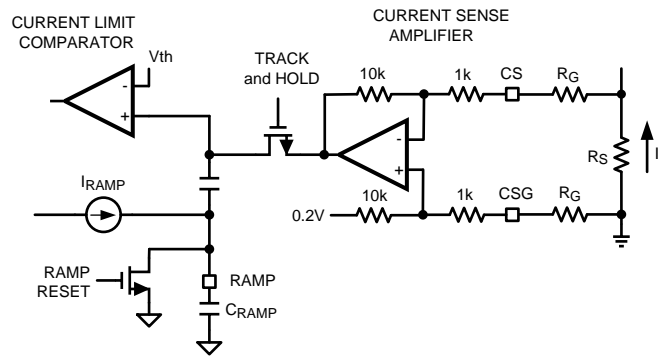 CURRENT LIMIT
COMPARATOR
CURRENT SENSE
AMPLIFIER
Vth
TRACK
and HOLD
10k
1k
CS
RG
-
+
-
+
RS
I
IRAMP
10k
1k
CSG
RG
0.2V
RAMP
RESET
RAMP
CRAMP